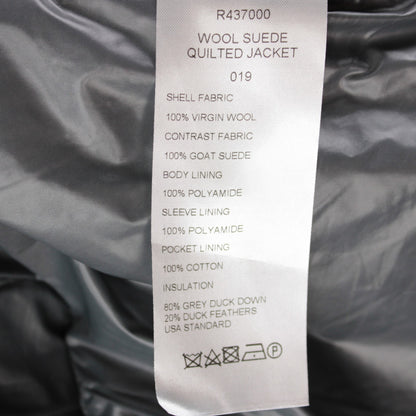 R437000
WOOL SUEDE
QUILTED JACKET
019
SHELL FABRIC
100% VIRGIN WOOL
CONTRAST FABRIC
100% GOAT SUEDE
BODY LINING
100% POLYAMIDE
SLEEVE LINING
100% POLYAMIDE
POCKET LINING
100% COTTON
INSULATION
80% GREY DUCK DOWN
20% DUCK FEATHERS
USA STANDARD
P